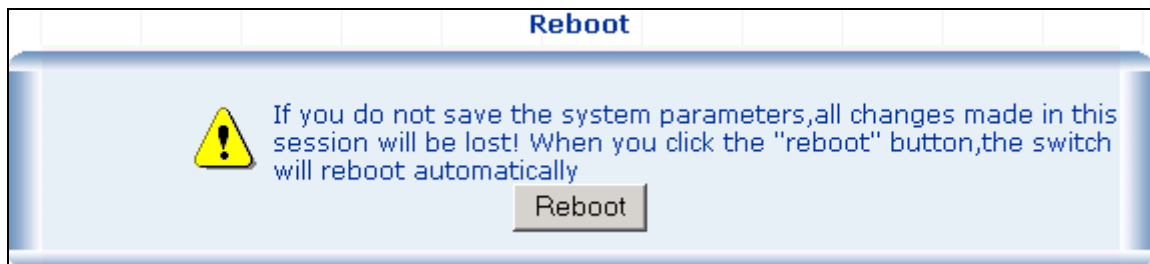 Reboot
If you do not save the system parameters,all changes made in this
session will be lost! When you click the "reboot" button,the switch
will reboot automatically
Reboot